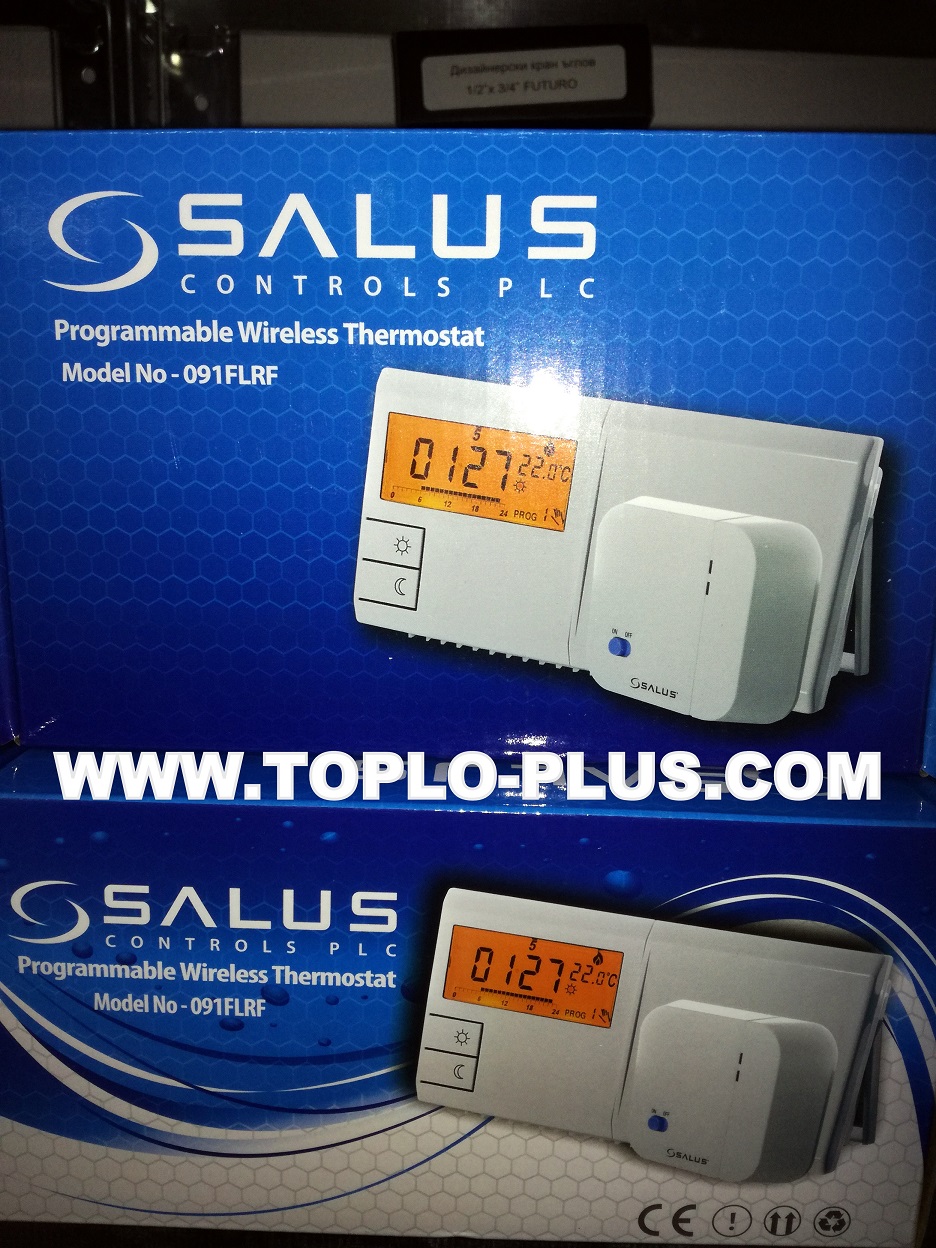 Дизайнерски кран ъглов
1/2"x 3/4" FUTURO
SALUS
CONTROLS PLC
Programmable Wireless Thermostat
Model No - 091FLRF
5
0127 22.0°C
0 6 12 18 24 PROG 1
ON OFF
SALUS
WWW.TOPLO-PLUS.COM
SALUS
CONTROLS PLC
Programmable Wireless Thermostat
Model No - 091FLRF
5
0127 22.0°C
0 6 12 18 24 PROG 1
ON OFF
SALUS
CE